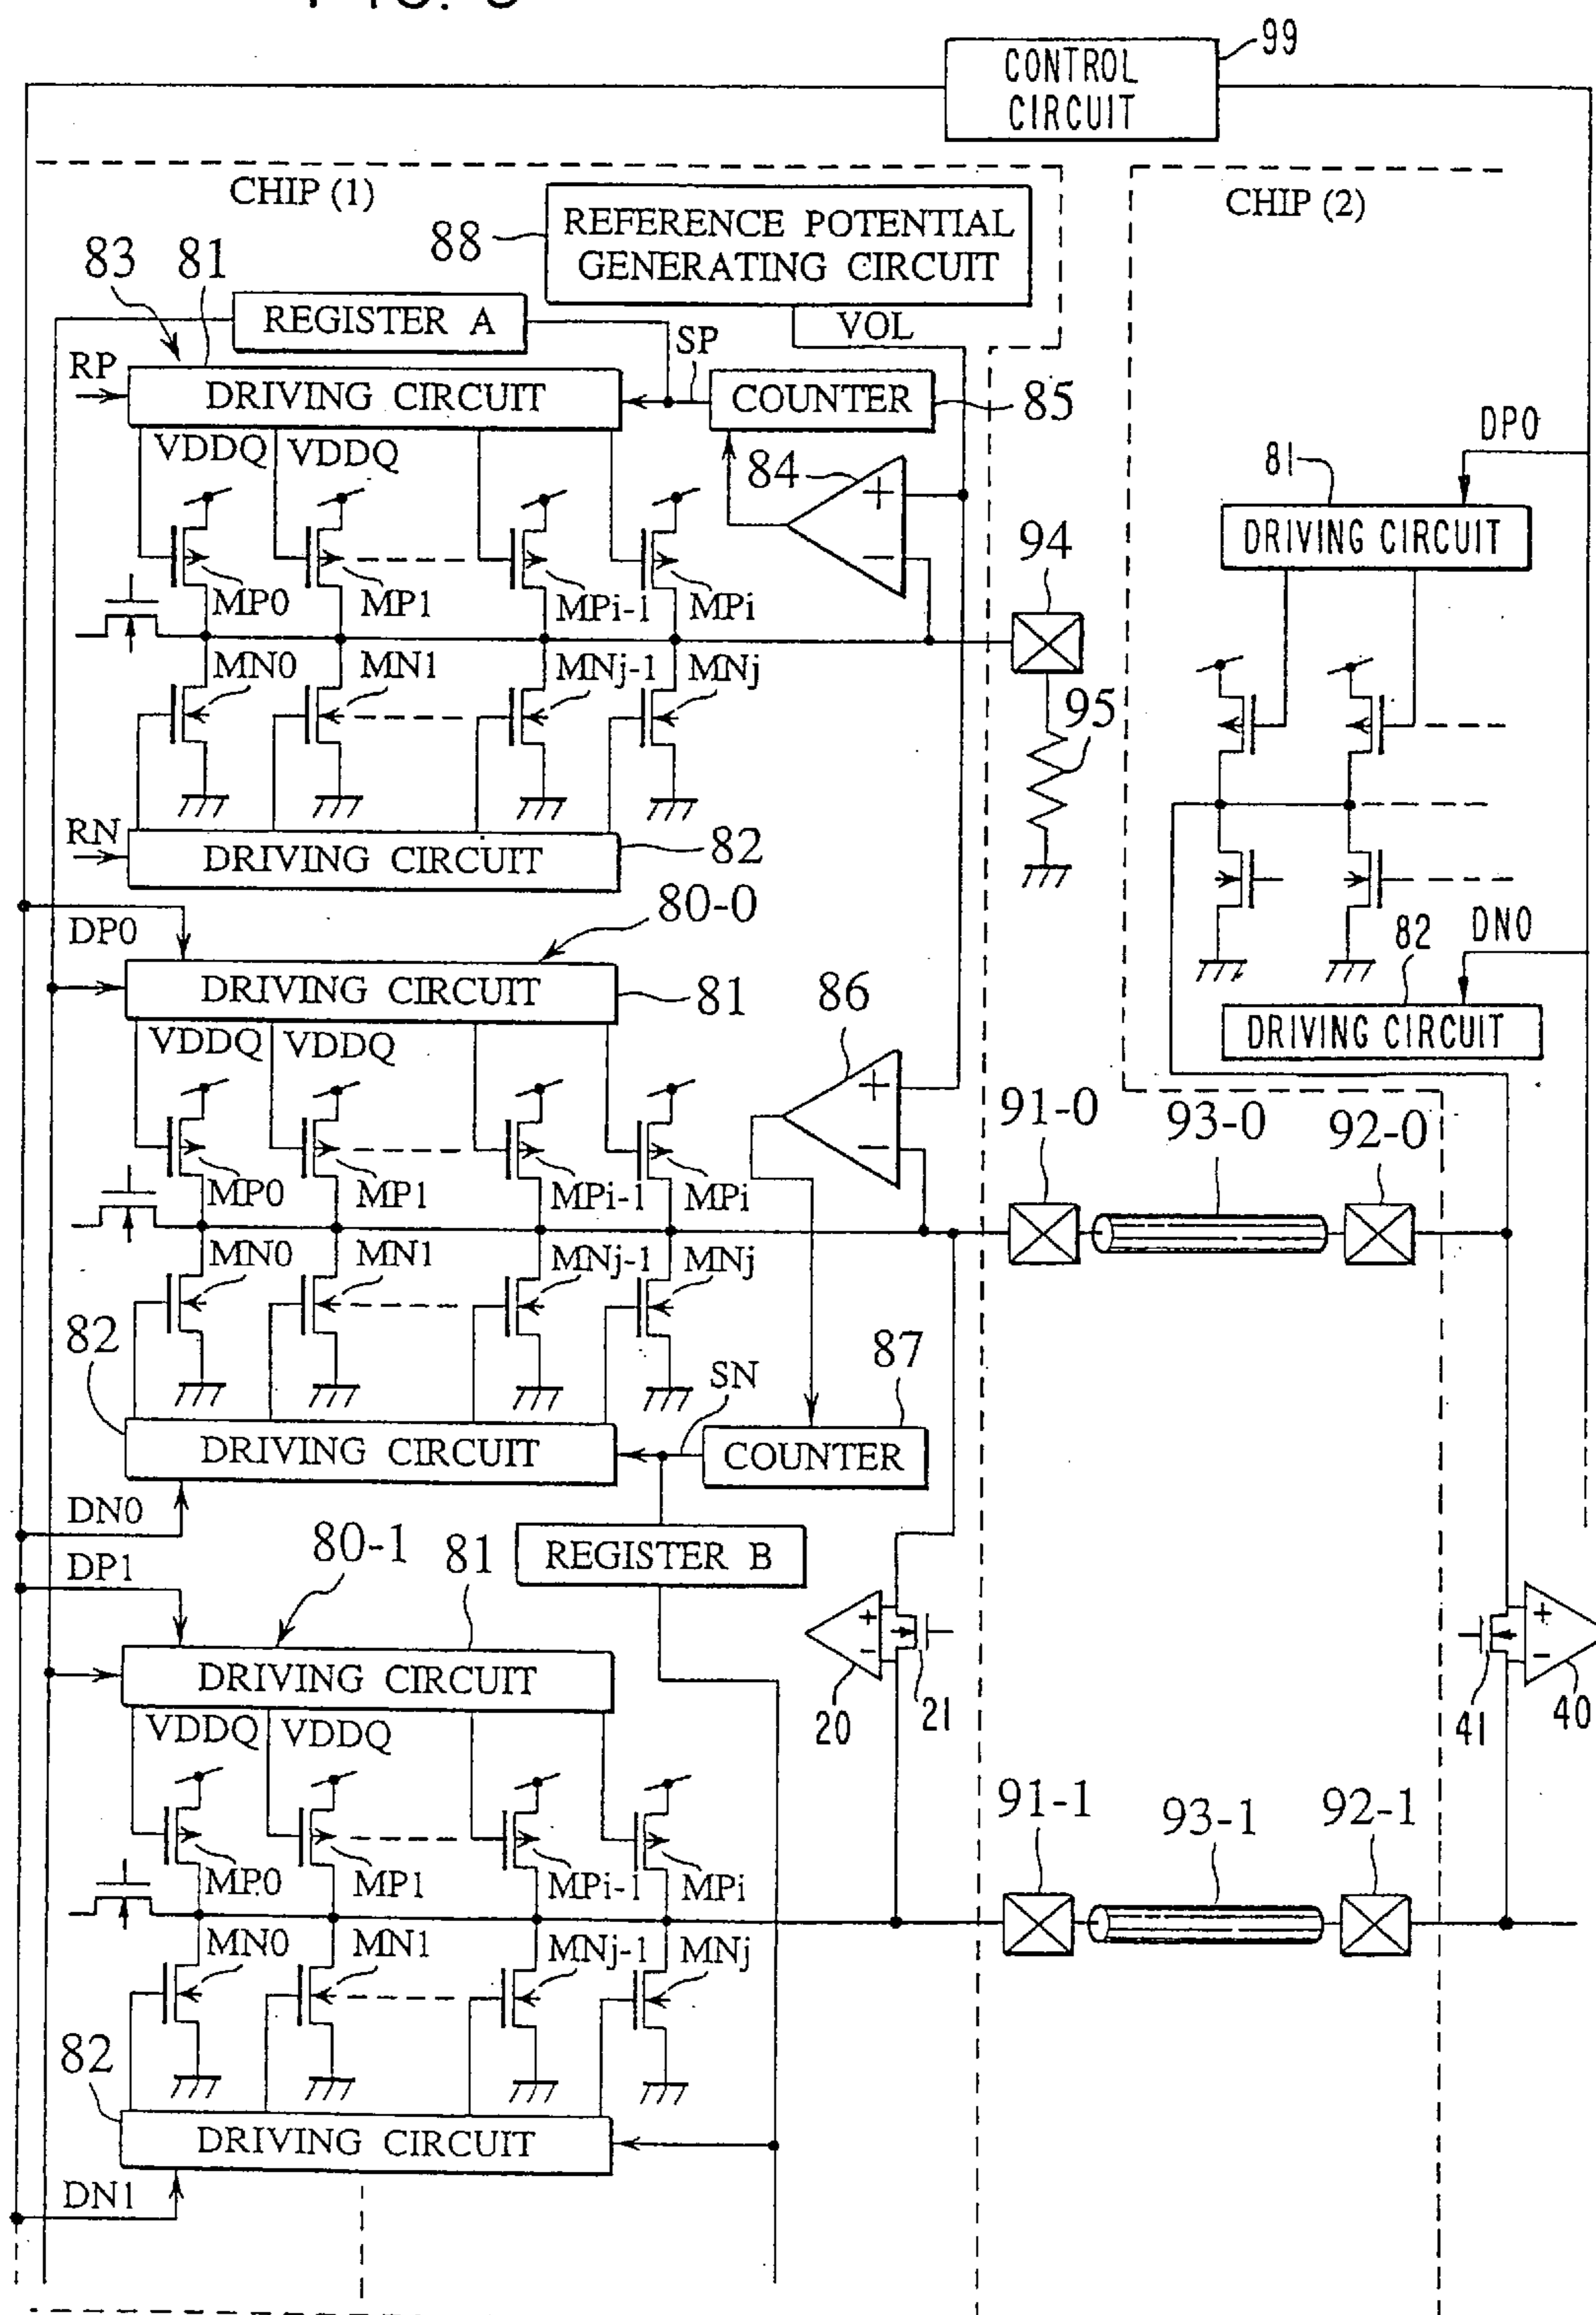 99
CONTROL
CIRCUIT
CHIP (1)
CHIP (2)
88
REFERENCE POTENTIAL
GENERATING CIRCUIT
83
81
REGISTER A
VOL
SP
RP
DRIVING CIRCUIT
COUNTER
85
VDDQ
VDDQ
84
+
−
DP0
81
DRIVING CIRCUIT
94
MP0
MP1
MPi-1
MPi
MN0
MN1
MNj-1
MNj
95
RN
DRIVING CIRCUIT
82
80-0
DP0
DRIVING CIRCUIT
81
82
DN0
DRIVING CIRCUIT
VDDQ
VDDQ
86
+
−
91-0
93-0
92-0
MP0
MP1
MPi-1
MPi
MN0
MN1
MNj-1
MNj
82
SN
87
DRIVING CIRCUIT
COUNTER
DN0
REGISTER B
DP1
80-1
81
DRIVING CIRCUIT
+
−
20
21
+
−
41
40
VDDQ
VDDQ
91-1
93-1
92-1
MP0
MP1
MPi-1
MPi
MN0
MN1
MNj-1
MNj
82
DRIVING CIRCUIT
DN1